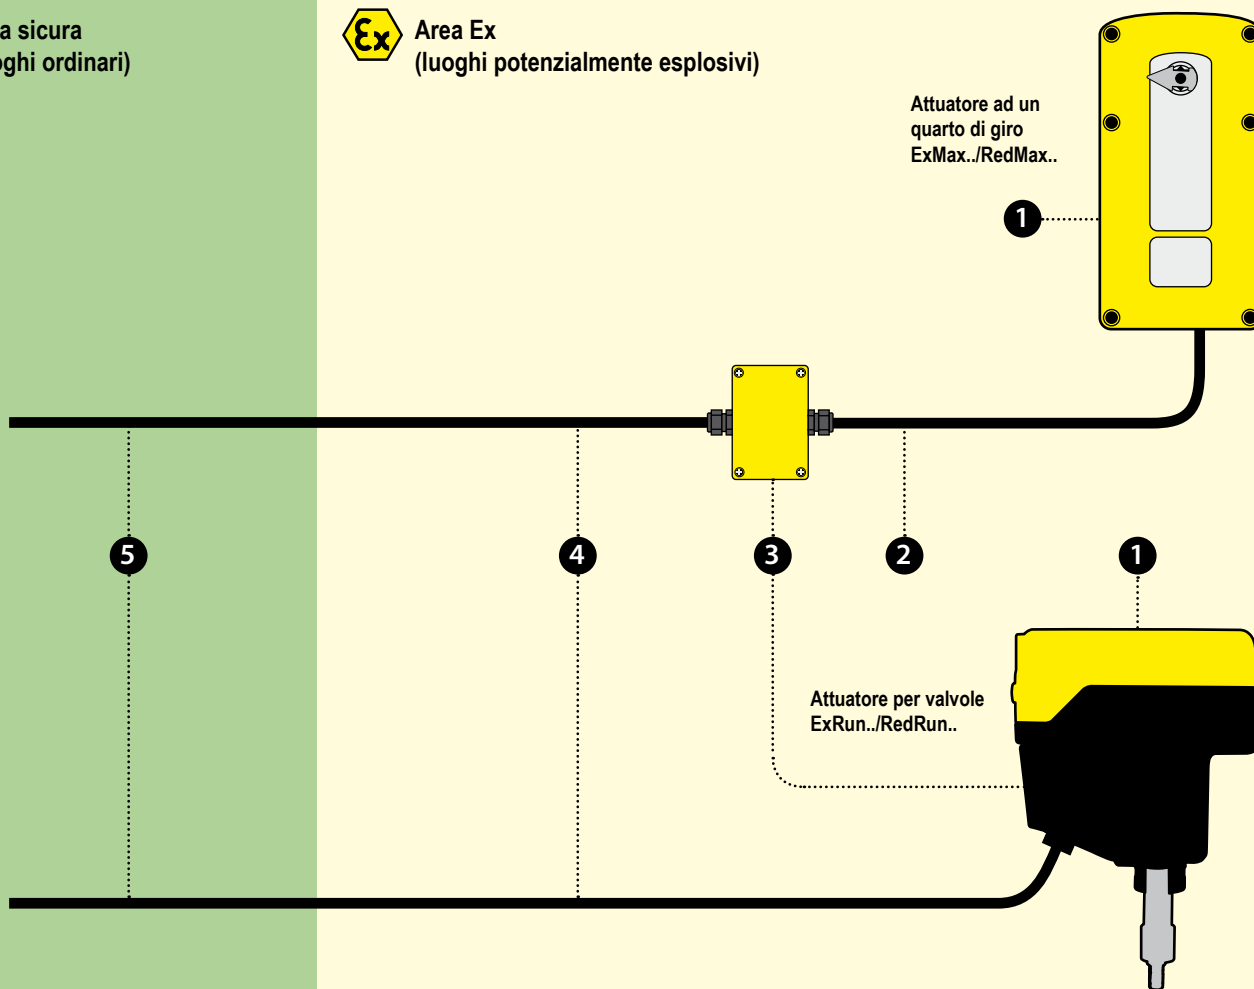 a sicura
oghi ordinari)
Ex
Area Ex
(luoghi potenzialmente esplosivi)
Attuatore ad un
quarto di giro
ExMax../RedMax..
1
5
4
3
2
1
Attuatore per valvole
ExRun../RedRun..